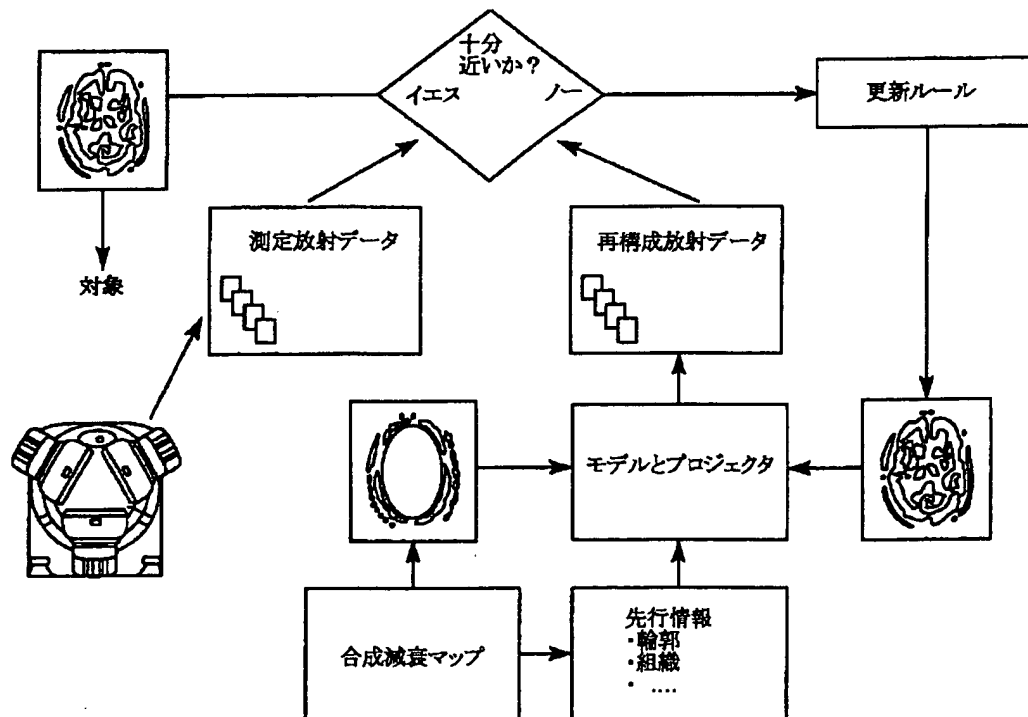 十分
近いか?
イエス
ノー
更新ルール
測定放射データ
再構成放射データ
対象
モデルとプロジェクタ
合成減衰マップ
先行情報
・輪郭
・組織
・ ....